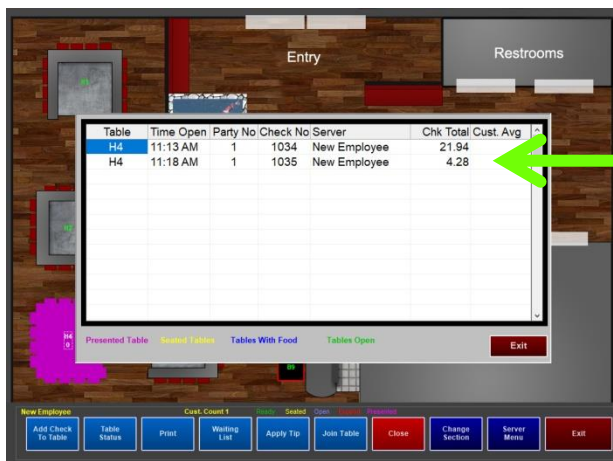 Entry
Restrooms
Table Time Open Party No Check No Server Chk Total Cust. Avg
H4 11:13 AM 1 1034 New Employee 21.94
H4 11:18 AM 1 1035 New Employee 4.28
H4
0
Presented Table Seated Tables Tables With Food Tables Open
Exit
New Employee Cust. Count 1 Ready Seated Open Presented
Add Check To Table
Table Status
Print
Waiting List
Apply Tip
Join Table
Close
Change Section
Server Menu
Exit